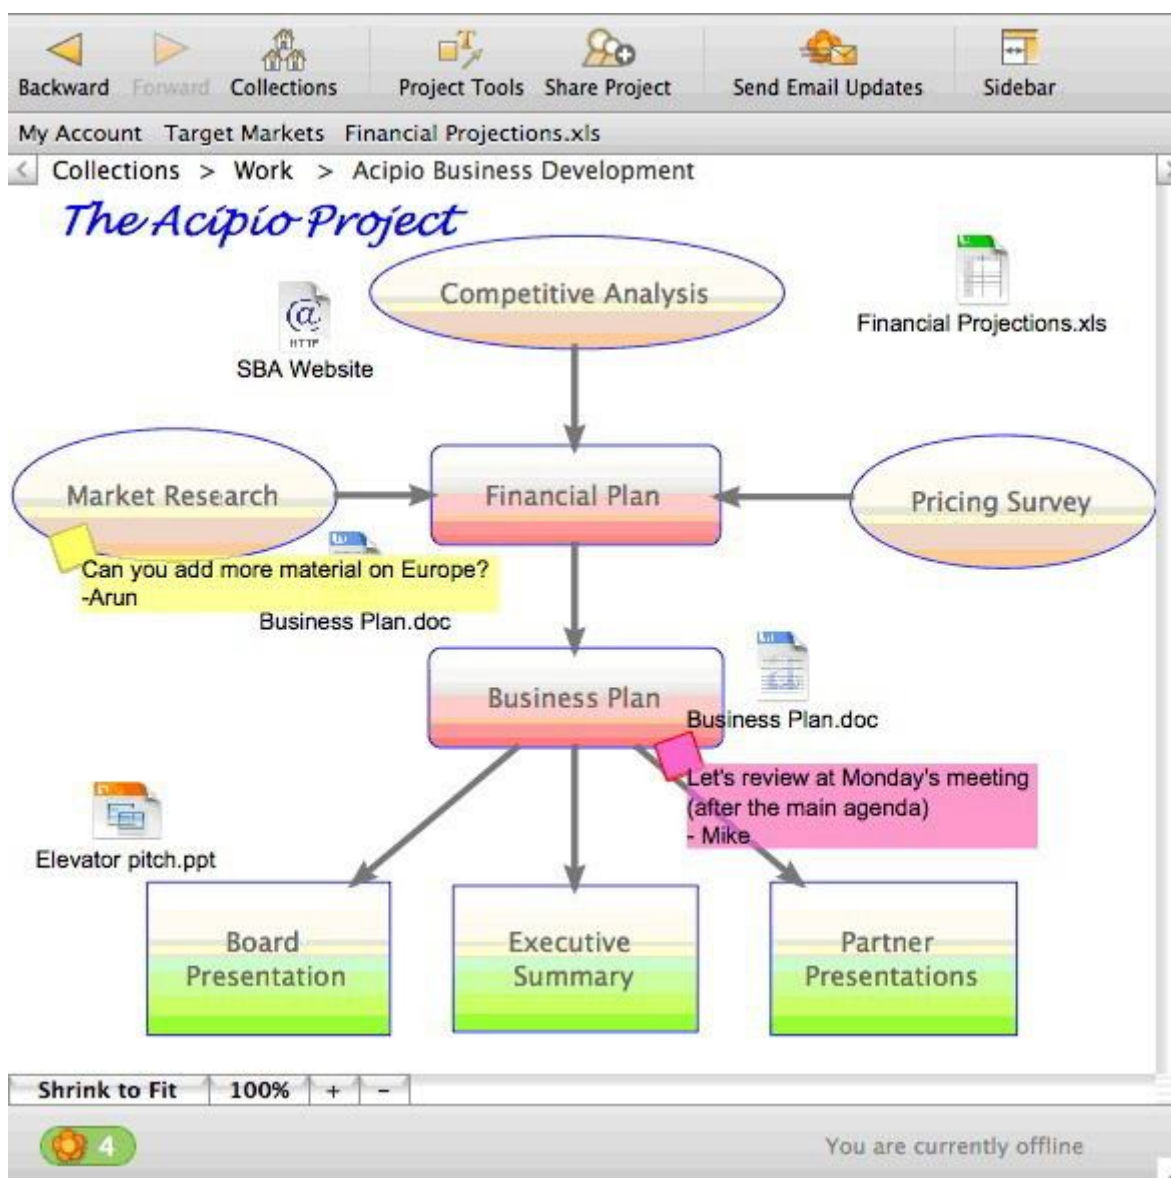 Backward Forward Collections Project Tools Share Project Send Email Updates Sidebar
My Account Target Markets Financial Projections.xls
< Collections > Work > Acipio Business Development
The Acipio Project
Competitive Analysis
Financial Projections.xls
@
HTTP
SBA Website
Market Research
Financial Plan
Pricing Survey
Can you add more material on Europe?
-Arun
Business Plan.doc
Business Plan
Business Plan.doc
Let's review at Monday's meeting
(after the main agenda)
- Mike
Elevator pitch.ppt
Board
Presentation
Executive
Summary
Partner
Presentations
Shrink to Fit 100% + -
4
You are currently offline